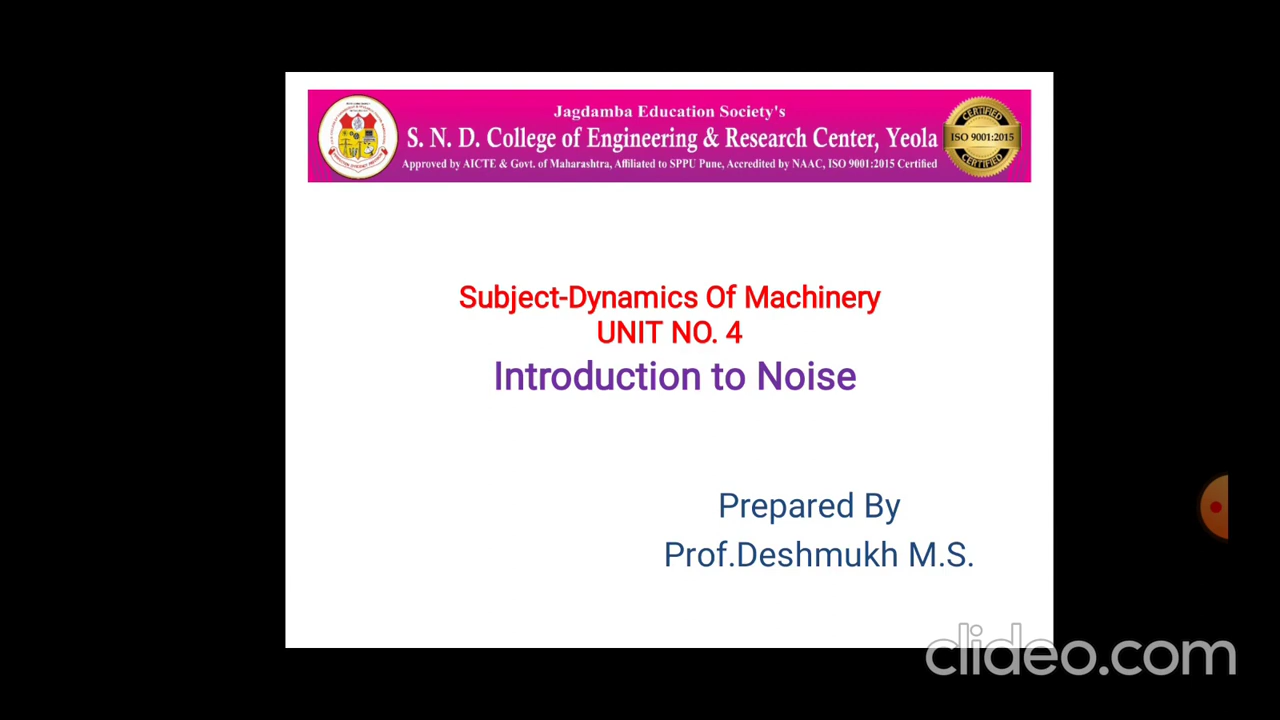 Jagdamba Education Society's
S. N. D. College of Engineering & Research Center, Yeola
Approved by AICTE & Govt. of Maharashtra, Affiliated to SPPU Pune, Accredited by NAAC, ISO 9001:2015 Certified
CERTIFIED
ISO 9001:2015
CERTIFIED
Subject-Dynamics Of Machinery
UNIT NO. 4
Introduction to Noise
Prepared By
Prof.Deshmukh M.S.
clideo.com